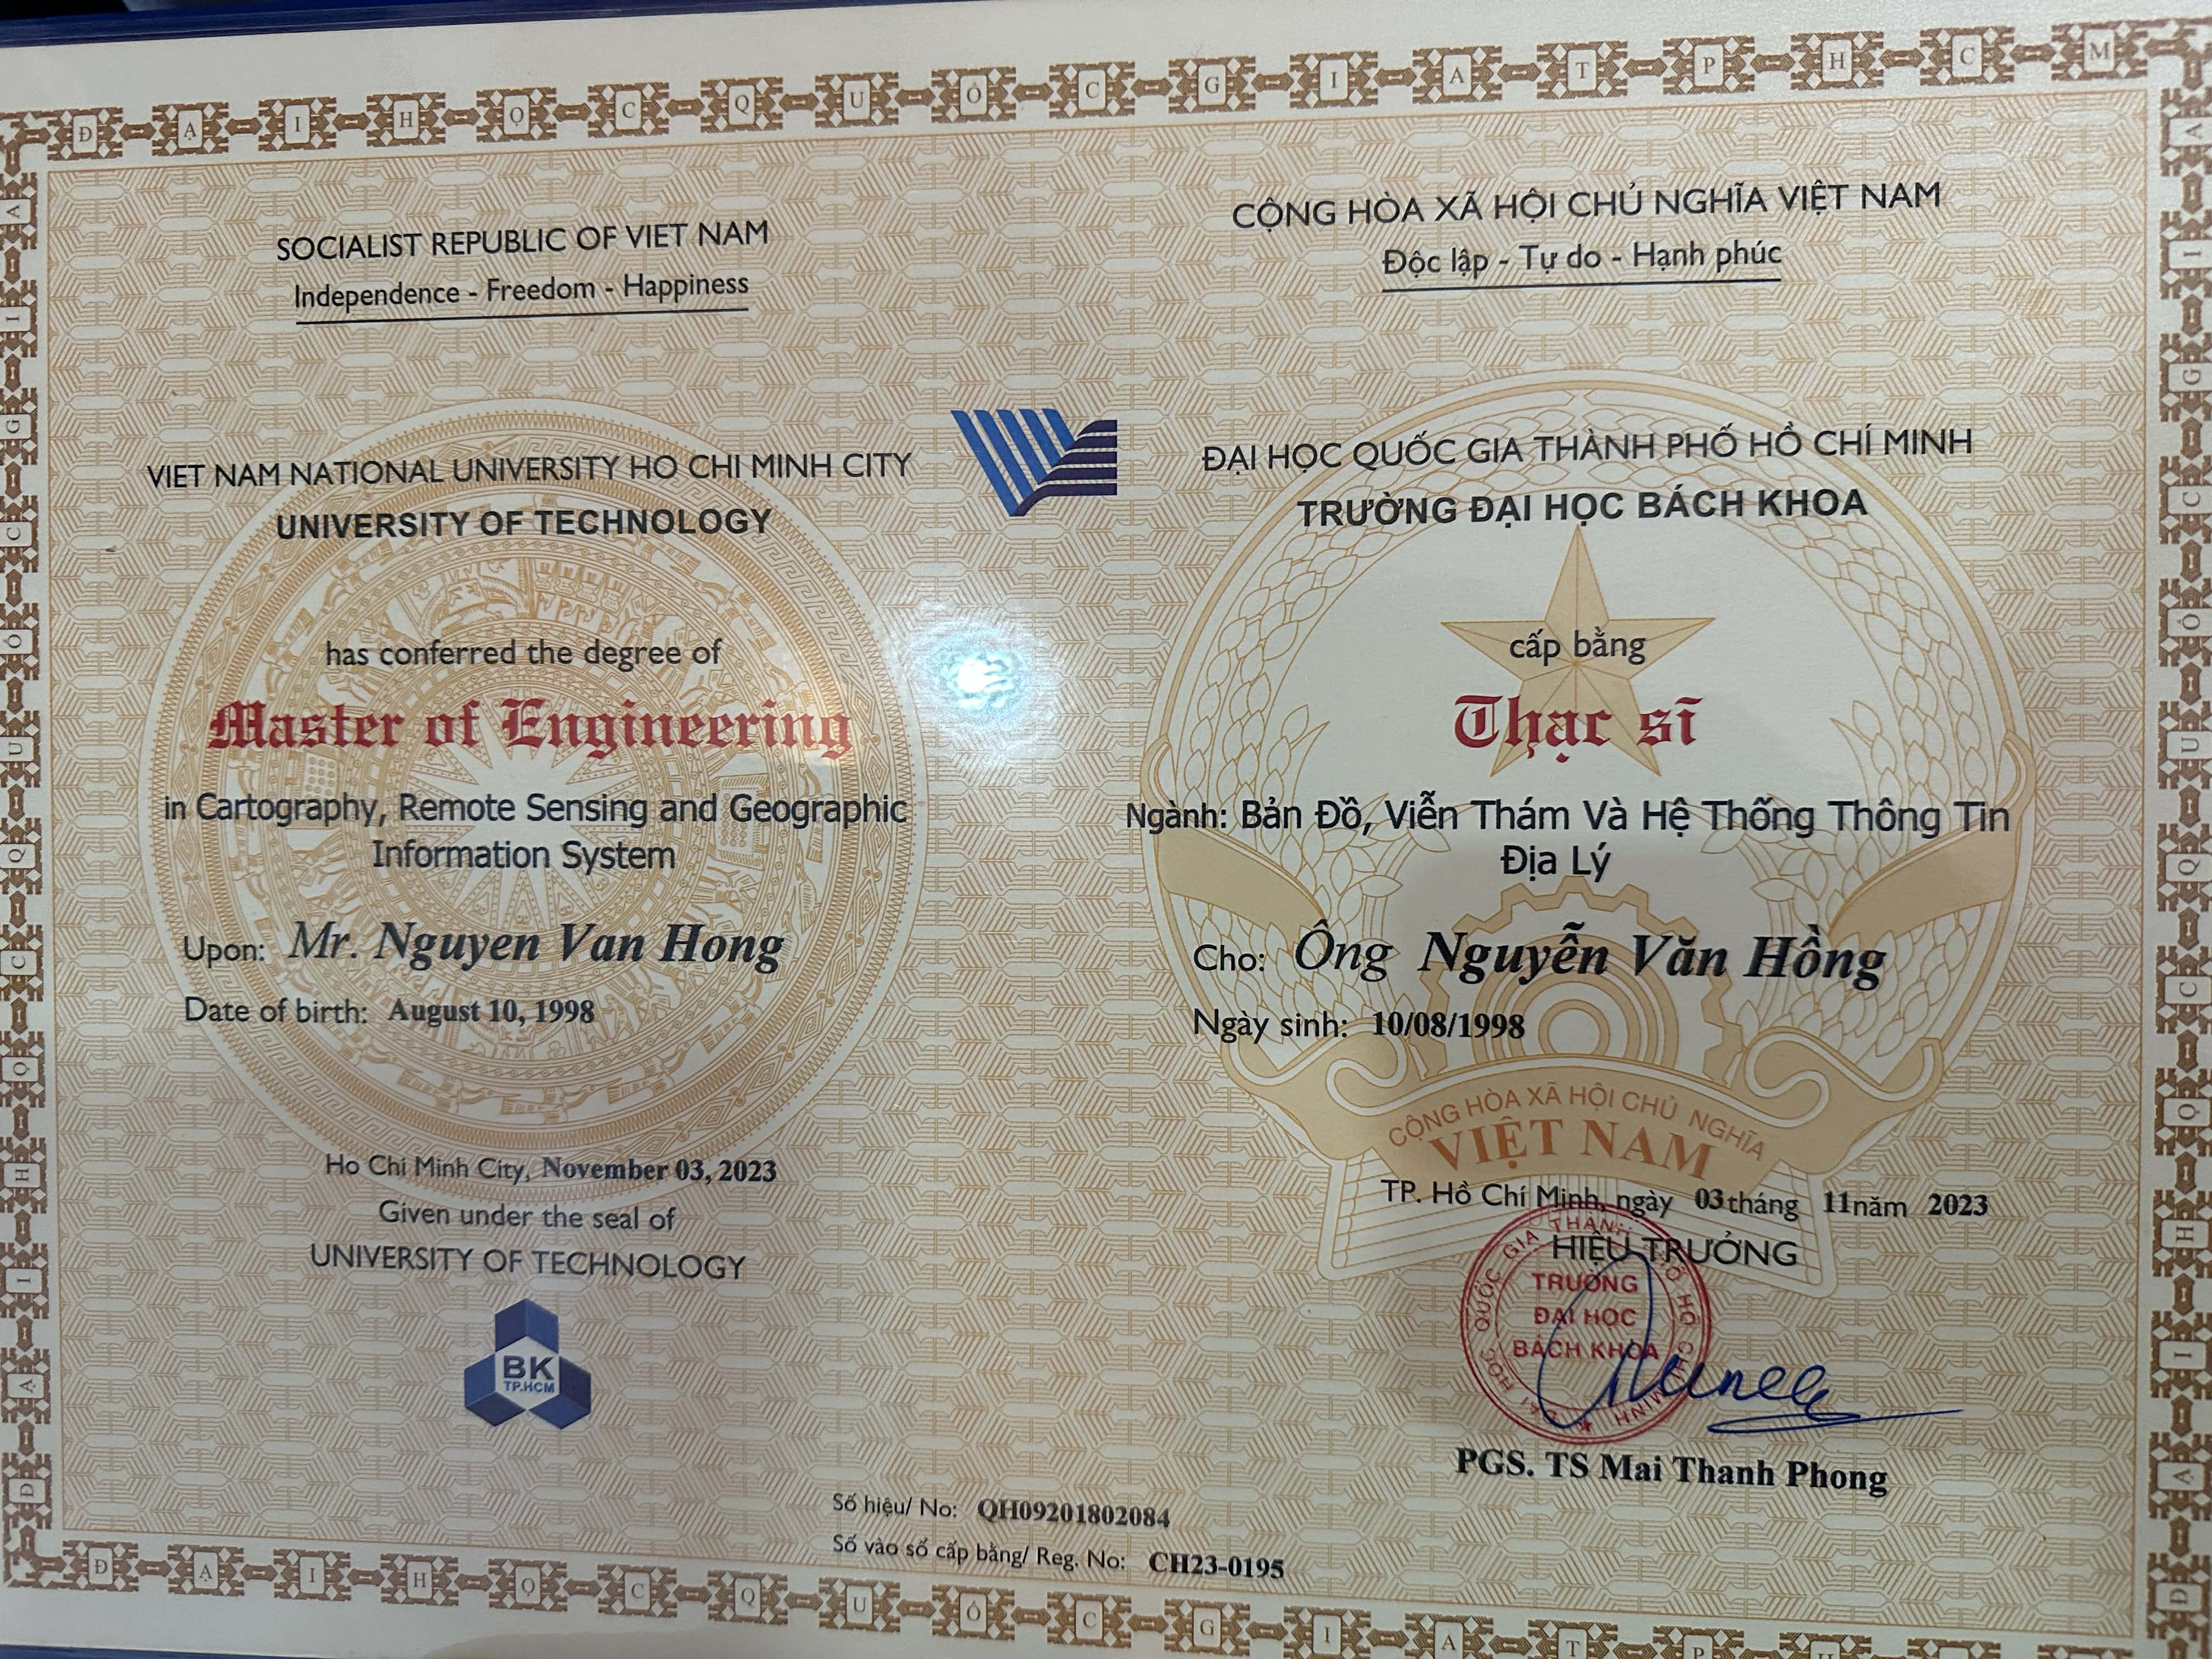 SOCIALIST REPUBLIC OF VIET NAM
Independence - Freedom - Happiness
VIET NAM NATIONAL UNIVERSITY HO CHI MINH CITY
UNIVERSITY OF TECHNOLOGY
has conferred the degree of
Master of Engineering
in Cartography, Remote Sensing and Geographic
Information System
Upon: Mr. Nguyen Van Hong
Date of birth: August 10, 1998
Ho Chi Minh City, November 03, 2023
Given under the seal of
UNIVERSITY OF TECHNOLOGY
BK
TP.HCM
CỘNG HÒA XÃ HỘI CHỦ NGHĨA VIỆT NAM
Độc lập - Tự do - Hạnh phúc
ĐẠI HỌC QUỐC GIA THÀNH PHỐ HỒ CHÍ MINH
TRƯỜNG ĐẠI HỌC BÁCH KHOA
cấp bằng
Thạc sĩ
Ngành: Bản Đồ, Viễn Thám Và Hệ Thống Thông Tin
Địa Lý
Cho: Ông Nguyễn Văn Hồng
Ngày sinh: 10/08/1998
CỘNG HÒA XÃ HỘI CHỦ NGHĨA
VIỆT NAM
TP. Hồ Chí Minh, ngày 03 tháng 11 năm 2023
HIỆU TRƯỞNG
TRƯỜNG
ĐẠI HỌC
BÁCH KHOA
PGS. TS Mai Thanh Phong
Số hiệu/ No: QH09201802084
Số vào sổ cấp bằng/ Reg. No: CH23-0195
ĐẠI HỌC QUỐC GIA TP HCM